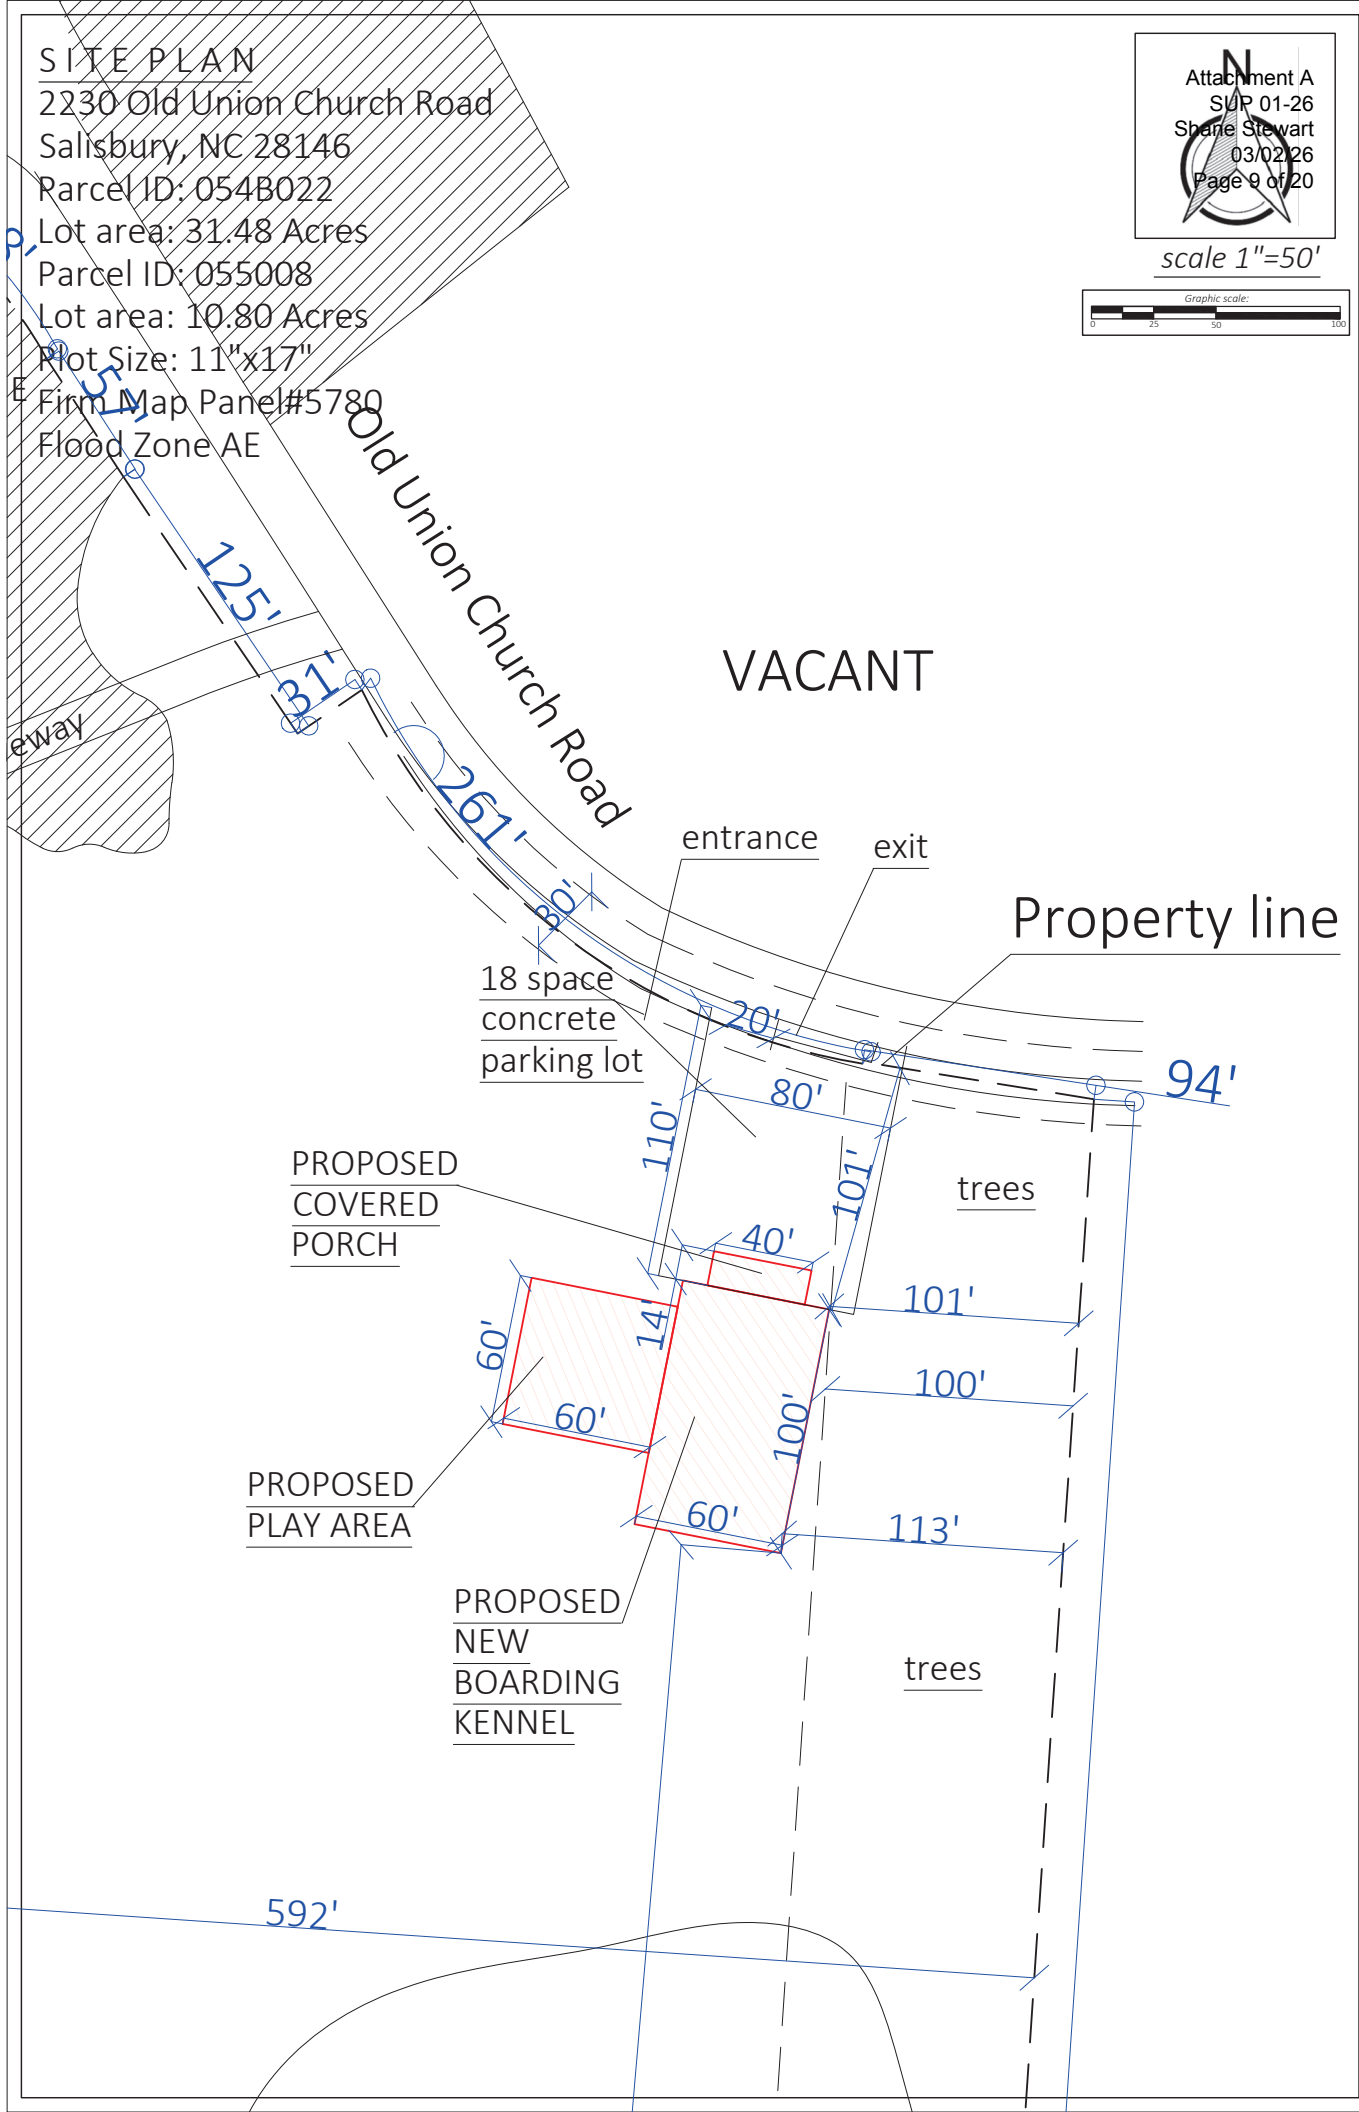 SITE PLAN
2230 Old Union Church Road
Salisbury, NC 28146
Parcel ID: 054B022
Lot area: 31.48 Acres
Parcel ID: 055008
Lot area: 10.80 Acres
Plot Size: 11"x17"
Firm Map Panel#5780
Flood Zone AE
N
Attachment A
SUP 01-26
Shane Stewart
03/02/26
Page 9 of 20
scale 1"=50'
Graphic scale:
0 25 50 100
E
57'
Old Union Church Road
125'
31'
VACANT
eway
261'
30'
entrance
exit
Property line
18 space
concrete
parking lot
20'
94'
80'
110'
101'
trees
PROPOSED
COVERED
PORCH
40'
14'
101'
60'
60'
100'
100'
PROPOSED
PLAY AREA
60'
113'
PROPOSED
NEW
BOARDING
KENNEL
trees
592'